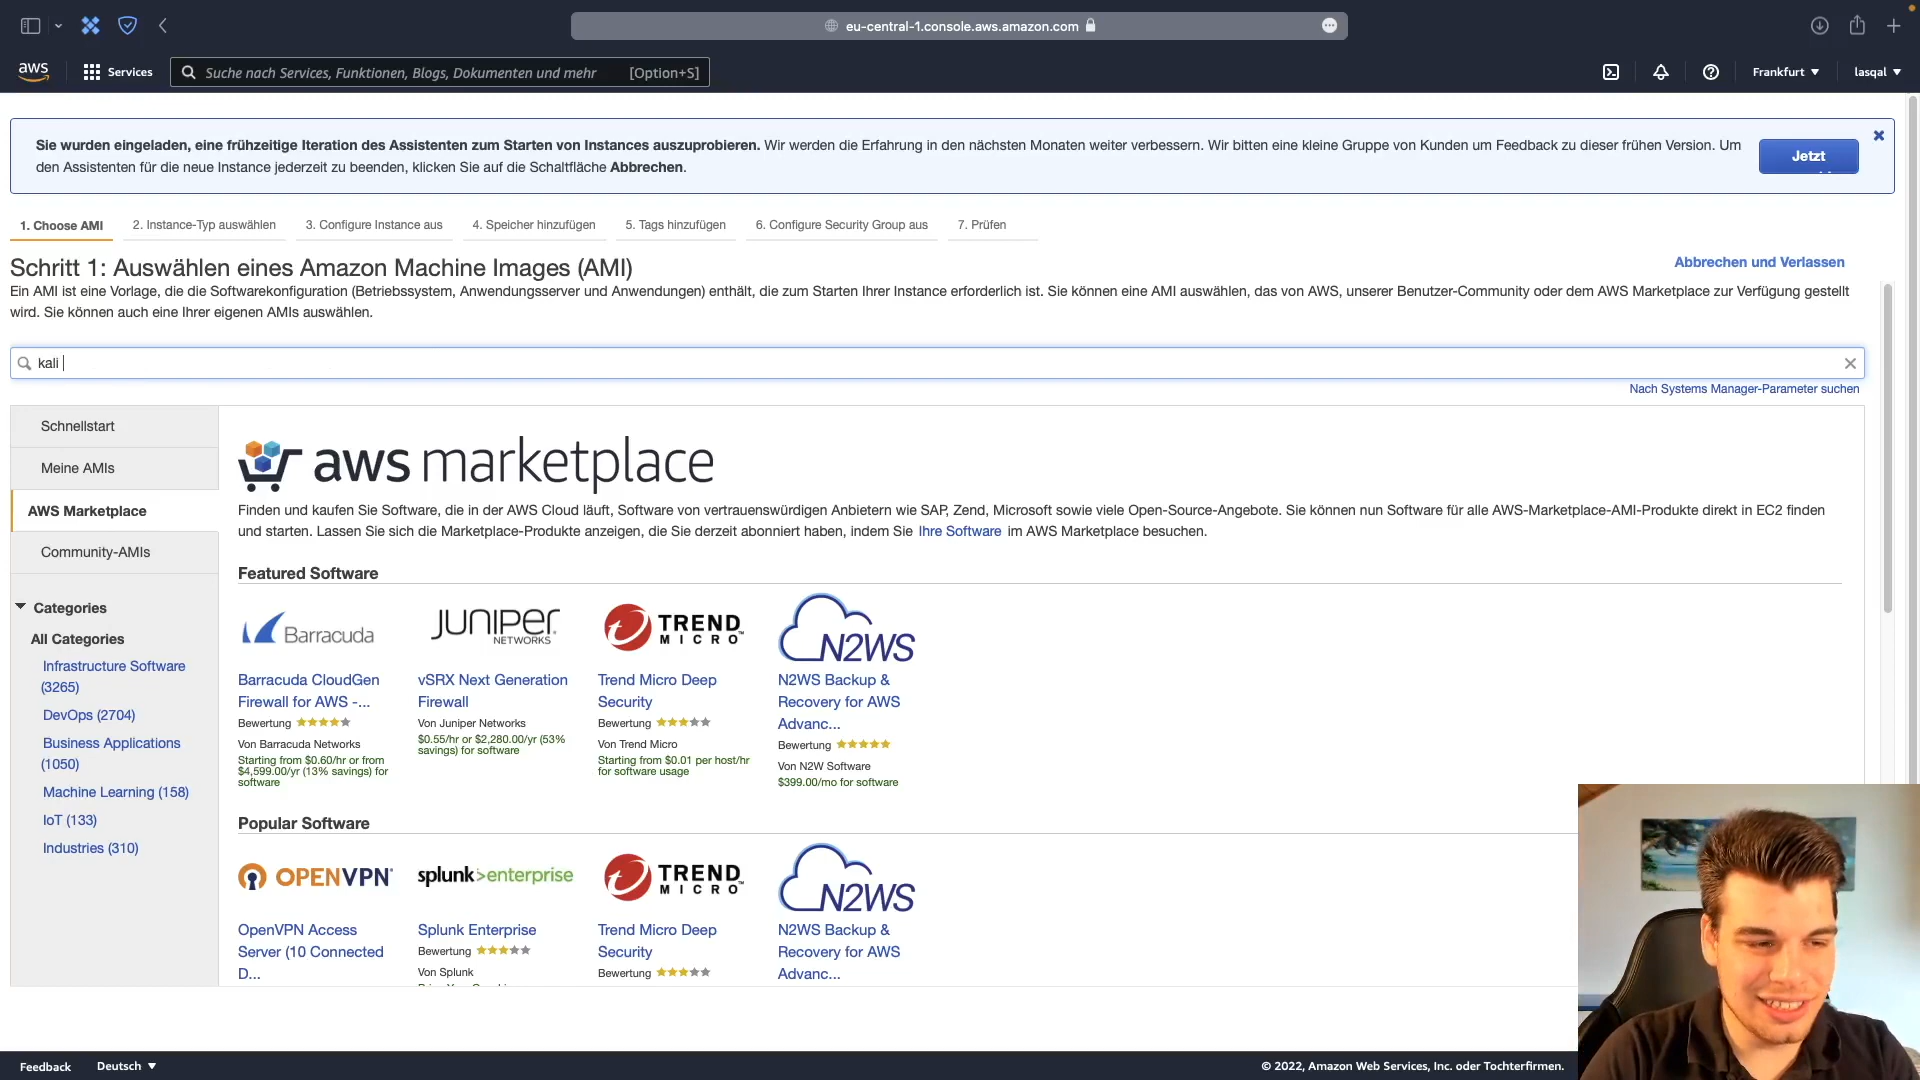 eu-central-1.console.aws.amazon.com
aws
Services
Suche nach Services, Funktionen, Blogs, Dokumenten und mehr
[Option+S]
Frankfurt
lasqal
Sie wurden eingeladen, eine frühzeitige Iteration des Assistenten zum Starten von Instances auszuprobieren. Wir werden die Erfahrung in den nächsten Monaten weiter verbessern. Wir bitten eine kleine Gruppe von Kunden um Feedback zu dieser frühen Version. Um
den Assistenten für die neue Instance jederzeit zu beenden, klicken Sie auf die Schaltfläche Abbrechen.
Jetzt
1. Choose AMI
2. Instance-Typ auswählen
3. Configure Instance aus
4. Speicher hinzufügen
5. Tags hinzufügen
6. Configure Security Group aus
7. Prüfen
Schritt 1: Auswählen eines Amazon Machine Images (AMI)
Abbrechen und Verlassen
Ein AMI ist eine Vorlage, die die Softwarekonfiguration (Betriebssystem, Anwendungsserver und Anwendungen) enthält, die zum Starten Ihrer Instance erforderlich ist. Sie können eine AMI auswählen, das von AWS, unserer Benutzer-Community oder dem AWS Marketplace zur Verfügung gestellt
wird. Sie können auch eine Ihrer eigenen AMIs auswählen.
kali
Nach Systems Manager-Parameter suchen
Schnellstart
Meine AMIs
AWS Marketplace
Community-AMIs
Categories
All Categories
Infrastructure Software
(3265)
DevOps (2704)
Business Applications
(1050)
Machine Learning (158)
IoT (133)
Industries (310)
aws marketplace
Finden und kaufen Sie Software, die in der AWS Cloud läuft, Software von vertrauenswürdigen Anbietern wie SAP, Zend, Microsoft sowie viele Open-Source-Angebote. Sie können nun Software für alle AWS-Marketplace-AMI-Produkte direkt in EC2 finden
und starten. Lassen Sie sich die Marketplace-Produkte anzeigen, die Sie derzeit abonniert haben, indem Sie Ihre Software im AWS Marketplace besuchen.
Featured Software
Barracuda
Barracuda CloudGen
Firewall for AWS -...
Bewertung
Von Barracuda Networks
Starting from $0.60/hr or from
$4,599.00/yr (13% savings) for
software
JUNIPER
NETWORKS
vSRX Next Generation
Firewall
Von Juniper Networks
$0.55/hr or $2,280.00/yr (53%
savings) for software
TREND
MICRO
Trend Micro Deep
Security
Bewertung
Von Trend Micro
Starting from $0.01 per host/hr
for software usage
N2WS
N2WS Backup &
Recovery for AWS
Advanc...
Bewertung
Von N2W Software
$399.00/mo for software
Popular Software
OPENVPN
OpenVPN Access
Server (10 Connected
D...
splunk>enterprise
Splunk Enterprise
Bewertung
Von Splunk
TREND
MICRO
Trend Micro Deep
Security
Bewertung
N2WS
N2WS Backup &
Recovery for AWS
Advanc...
Feedback
Deutsch
© 2022, Amazon Web Services, Inc. oder Tochterfirmen.